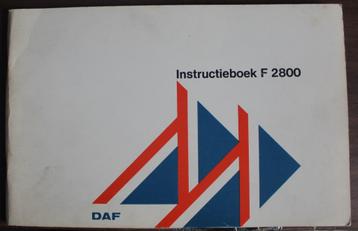 Instructieboek F 2800
DAF